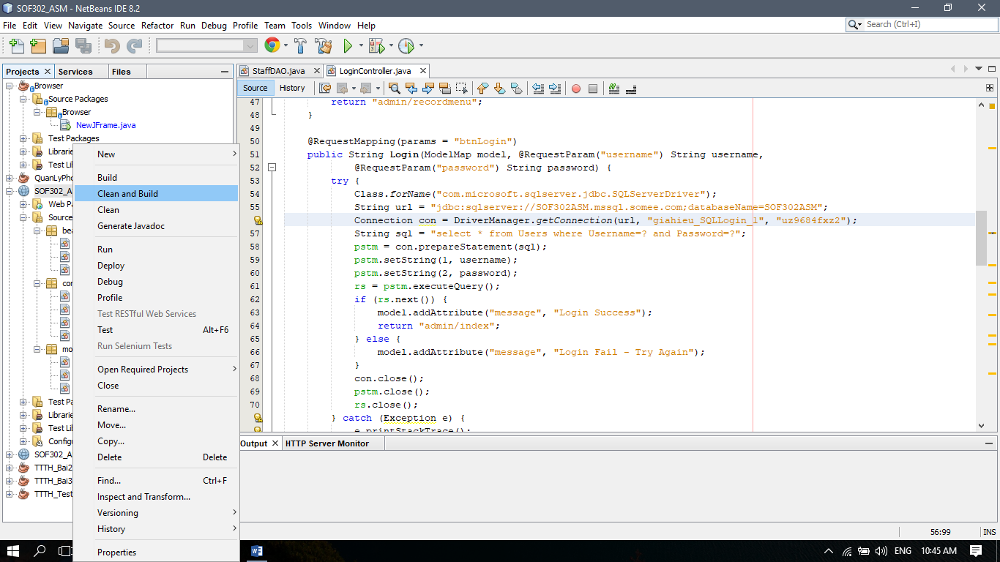 SOF302_ASM - NetBeans IDE 8.2
File Edit View Navigate Source Refactor Run Debug Profile Team Tools Window Help
Search (Ctrl+I)
Projects Services Files
Browser
Source Packages
Browser
NewJFrame.java
Test Packages
Librarie
Test Lil
QuanLyPho
SOF302_A
Web P
Source
bea
cor
mo
Test Pa
Librarie
Test Lil
Config
SOF302_A
TTTH_Bai2
TTTH_Bai3
TTTH_Test
New
Build
Clean and Build
Clean
Generate Javadoc
Run
Deploy
Debug
Profile
Test RESTful Web Services
Test Alt+F6
Run Selenium Tests
Open Required Projects
Close
Rename...
Move...
Copy...
Delete Delete
Find... Ctrl+F
Inspect and Transform...
Versioning
History
Properties
StaffDAO.java LoginController.java
Source History
47 return "admin/recordmenu";
48 }
49
50 @RequestMapping(params = "btnLogin")
51 public String Login(ModelMap model, @RequestParam("username") String username,
52 @RequestParam("password") String password) {
53 try {
54 Class.forName("com.microsoft.sqlserver.jdbc.SQLServerDriver");
55 String url = "jdbc:sqlserver://SOF302ASM.mssql.somee.com;databaseName=SOF302ASM";
Connection con = DriverManager.getConnection(url, "giahieu_SQLLogin_1", "uz9684fxz2");
57 String sql = "select * from Users where Username=? and Password=?";
58 pstm = con.prepareStatement(sql);
59 pstm.setString(1, username);
60 pstm.setString(2, password);
61 rs = pstm.executeQuery();
62 if (rs.next()) {
63 model.addAttribute("message", "Login Success");
64 return "admin/index";
65 } else {
66 model.addAttribute("message", "Login Fail - Try Again");
67 }
68 con.close();
69 pstm.close();
70 rs.close();
} catch (Exception e) {
e.printStackTrace();
Output HTTP Server Monitor
56:99 INS
ENG 10:45 AM